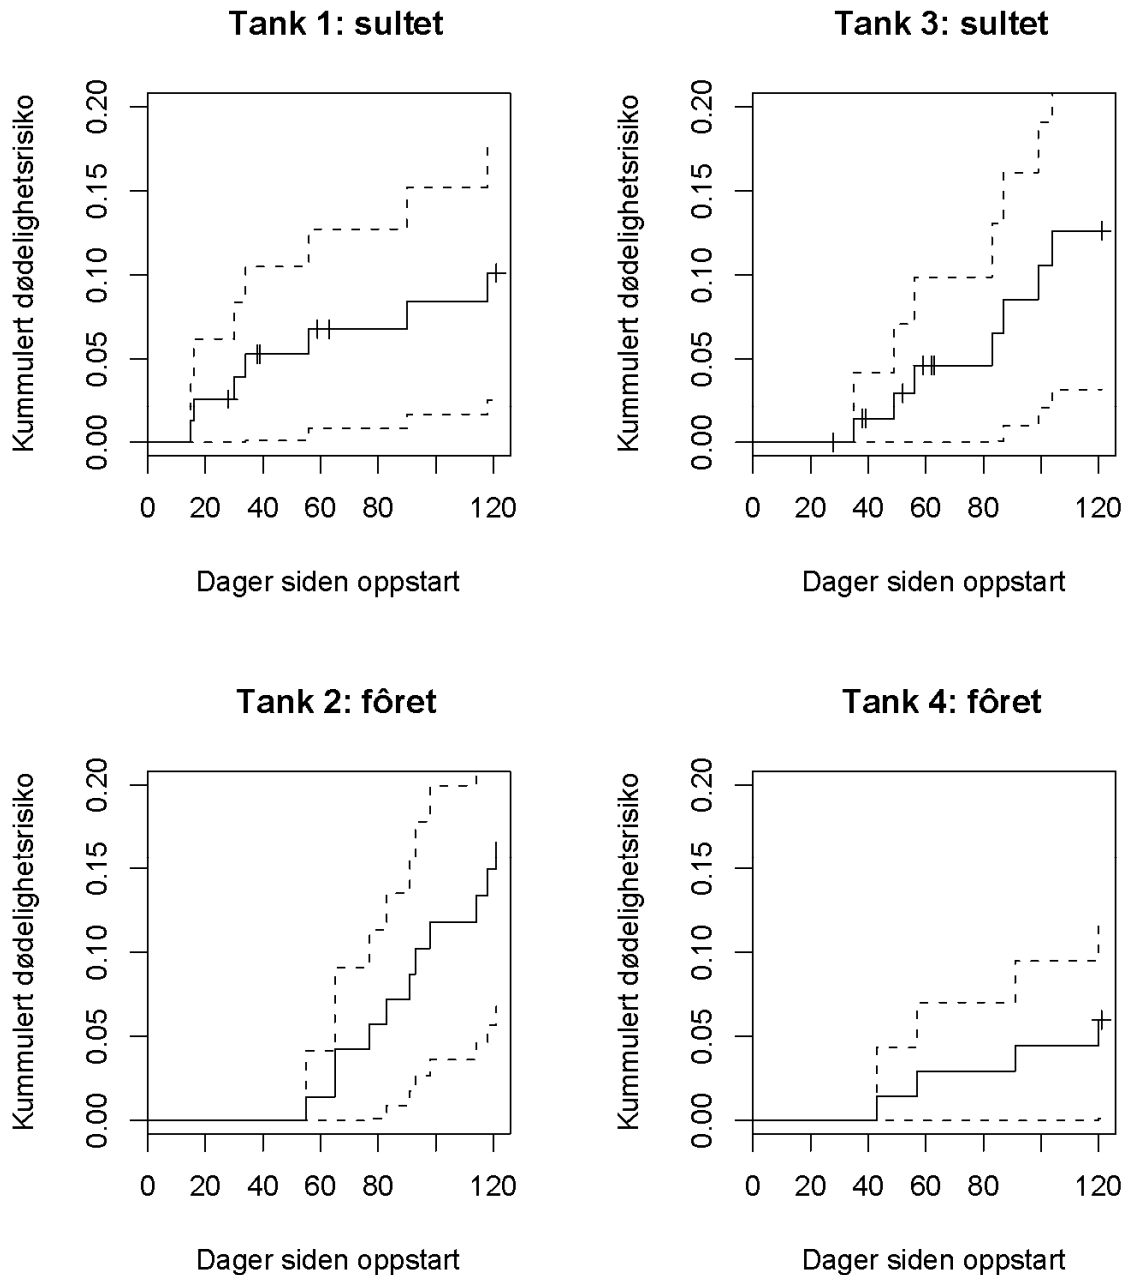 Tank 1: sultet
Kummulert dødelighetsrisiko
0.20
0.15
0.10
0.05
0.00
0 20 40 60 80 120
Dager siden oppstart
Tank 3: sultet
Kummulert dødelighetsrisiko
0.20
0.15
0.10
0.05
0.00
0 20 40 60 80 120
Dager siden oppstart
Tank 2: fôret
Kummulert dødelighetsrisiko
0.20
0.15
0.10
0.05
0.00
0 20 40 60 80 120
Dager siden oppstart
Tank 4: fôret
Kummulert dødelighetsrisiko
0.20
0.15
0.10
0.05
0.00
0 20 40 60 80 120
Dager siden oppstart